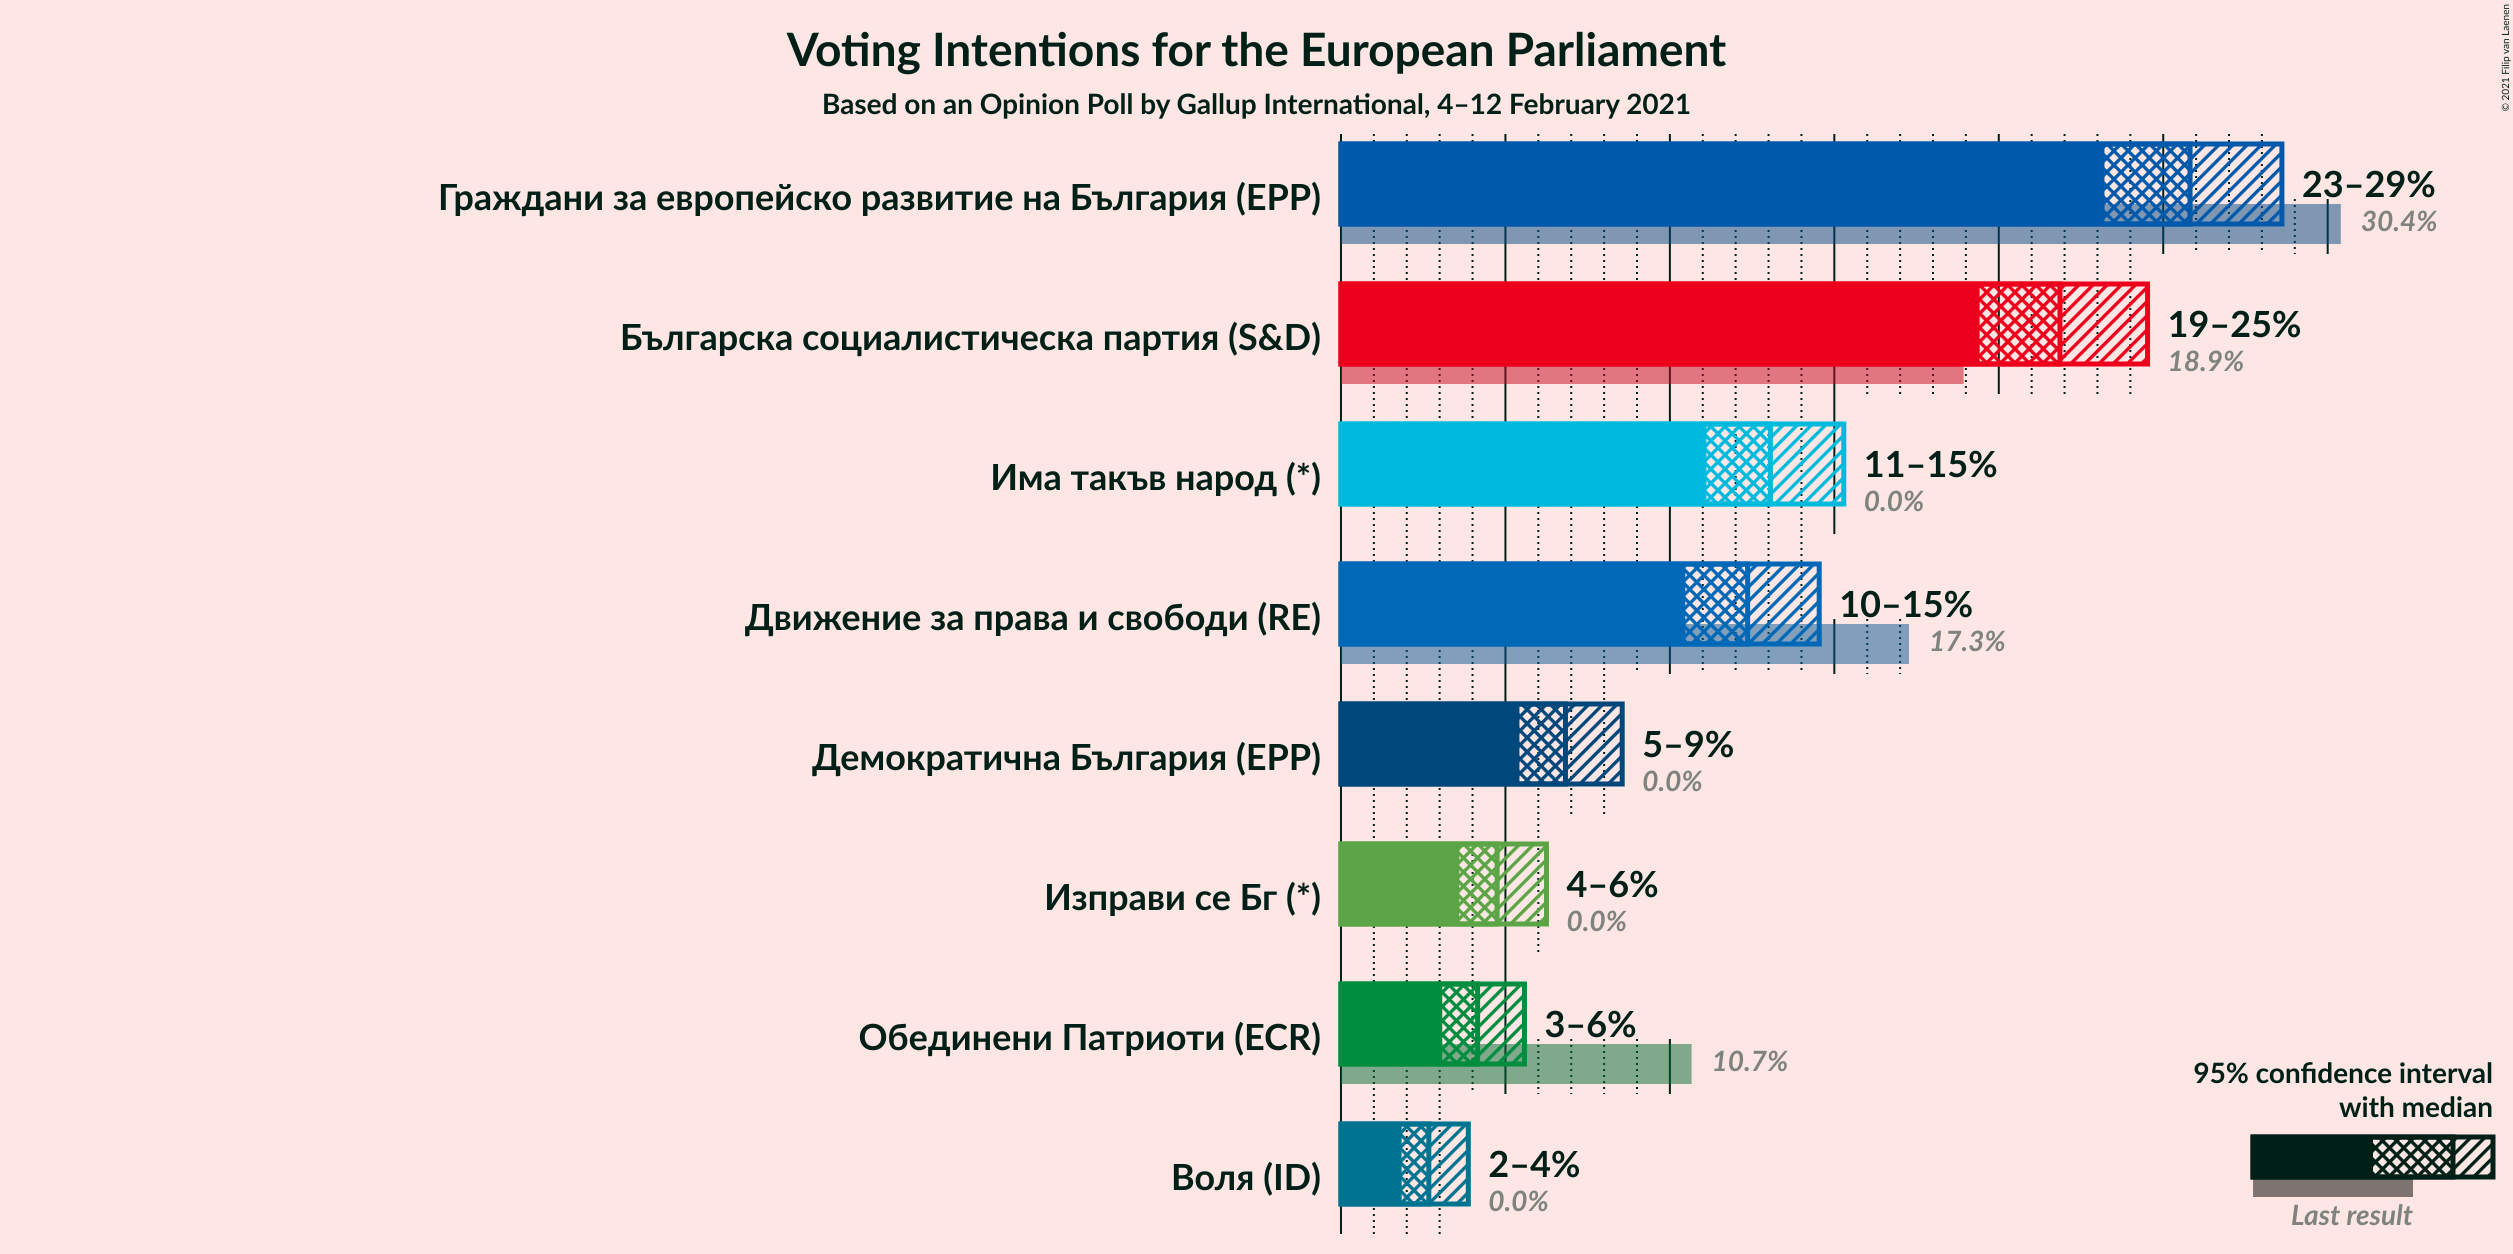 Voting Intentions for the European Parliament
Based on an Opinion Poll by Gallup International, 4–12 February 2021
© 2021 Filip van Laenen
Граждани за европейско развитие на България (EPP)
23–29%
30.4%
Българска социалистическа партия (S&D)
19–25%
18.9%
Има такъв народ (*)
11–15%
0.0%
Движение за права и свободи (RE)
10–15%
17.3%
Демократична България (EPP)
5–9%
0.0%
Изправи се Бг (*)
4–6%
0.0%
Обединени Патриоти (ECR)
3–6%
10.7%
Воля (ID)
2–4%
0.0%
95% confidence interval
with median
Last result